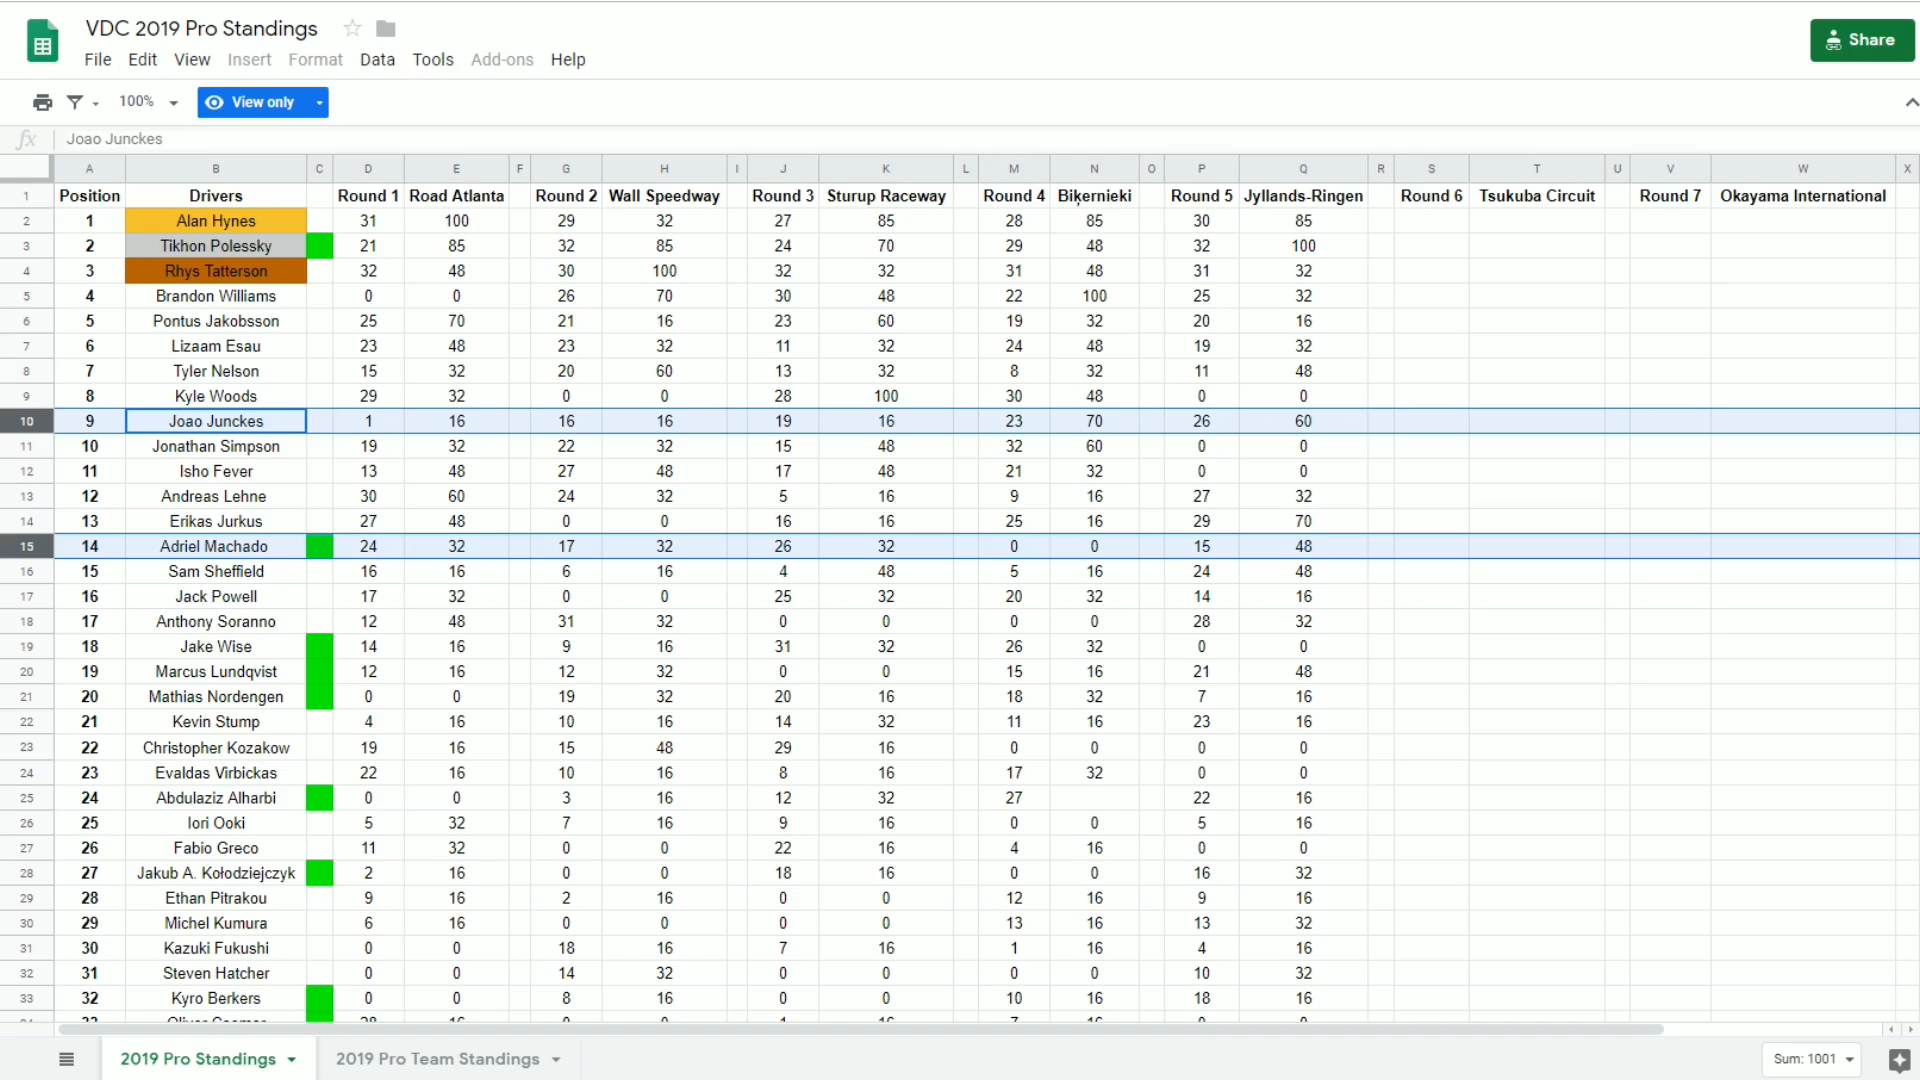 VDC 2019 Pro Standings
File Edit View Insert Format Data Tools Add-ons Help
Share
100% View only
fx Joao Junckes
A B C D E F G H I J K L M N O P Q R S T U V W X
1 Position Drivers Round 1 Road Atlanta Round 2 Wall Speedway Round 3 Sturup Raceway Round 4 Biķernieki Round 5 Jyllands-Ringen Round 6 Tsukuba Circuit Round 7 Okayama International
2 1 Alan Hynes 31 100 29 32 27 85 28 85 30 85
3 2 Tikhon Polessky 21 85 32 85 24 70 29 48 32 100
4 3 Rhys Tatterson 32 48 30 100 32 32 31 48 31 32
5 4 Brandon Williams 0 0 26 70 30 48 22 100 25 32
6 5 Pontus Jakobsson 25 70 21 16 23 60 19 32 20 16
7 6 Lizaam Esau 23 48 23 32 11 32 24 48 19 32
8 7 Tyler Nelson 15 32 20 60 13 32 8 32 11 48
9 8 Kyle Woods 29 32 0 0 28 100 30 48 0 0
10 9 Joao Junckes 1 16 16 16 19 16 23 70 26 60
11 10 Jonathan Simpson 19 32 22 32 15 48 32 60 0 0
12 11 Isho Fever 13 48 27 48 17 48 21 32 0 0
13 12 Andreas Lehne 30 60 24 32 5 16 9 16 27 32
14 13 Erikas Jurkus 27 48 0 0 16 16 25 16 29 70
15 14 Adriel Machado 24 32 17 32 26 32 0 0 15 48
16 15 Sam Sheffield 16 16 6 16 4 48 5 16 24 48
17 16 Jack Powell 17 32 0 0 25 32 20 32 14 16
18 17 Anthony Soranno 12 48 31 32 0 0 0 0 28 32
19 18 Jake Wise 14 16 9 16 31 32 26 32 0 0
20 19 Marcus Lundqvist 12 16 12 32 0 0 15 16 21 48
21 20 Mathias Nordengen 0 0 19 32 20 16 18 32 7 16
22 21 Kevin Stump 4 16 10 16 14 32 11 16 23 16
23 22 Christopher Kozakow 19 16 15 48 29 16 0 0 0 0
24 23 Evaldas Virbickas 22 16 10 16 8 16 17 32 0 0
25 24 Abdulaziz Alharbi 0 0 3 16 12 32 27 22 16
26 25 Iori Ooki 5 32 7 16 9 16 0 0 5 16
27 26 Fabio Greco 11 32 0 0 22 16 4 16 0 0
28 27 Jakub A. Kołodziejczyk 2 16 0 0 18 16 0 0 16 32
29 28 Ethan Pitrakou 9 16 2 16 0 0 12 16 9 16
30 29 Michel Kumura 6 16 0 0 0 0 13 16 13 32
31 30 Kazuki Fukushi 0 0 18 16 7 16 1 16 4 16
32 31 Steven Hatcher 0 0 14 32 0 0 0 0 10 32
33 32 Kyro Berkers 0 0 8 16 0 0 10 16 18 16
2019 Pro Standings 2019 Pro Team Standings Sum: 1001